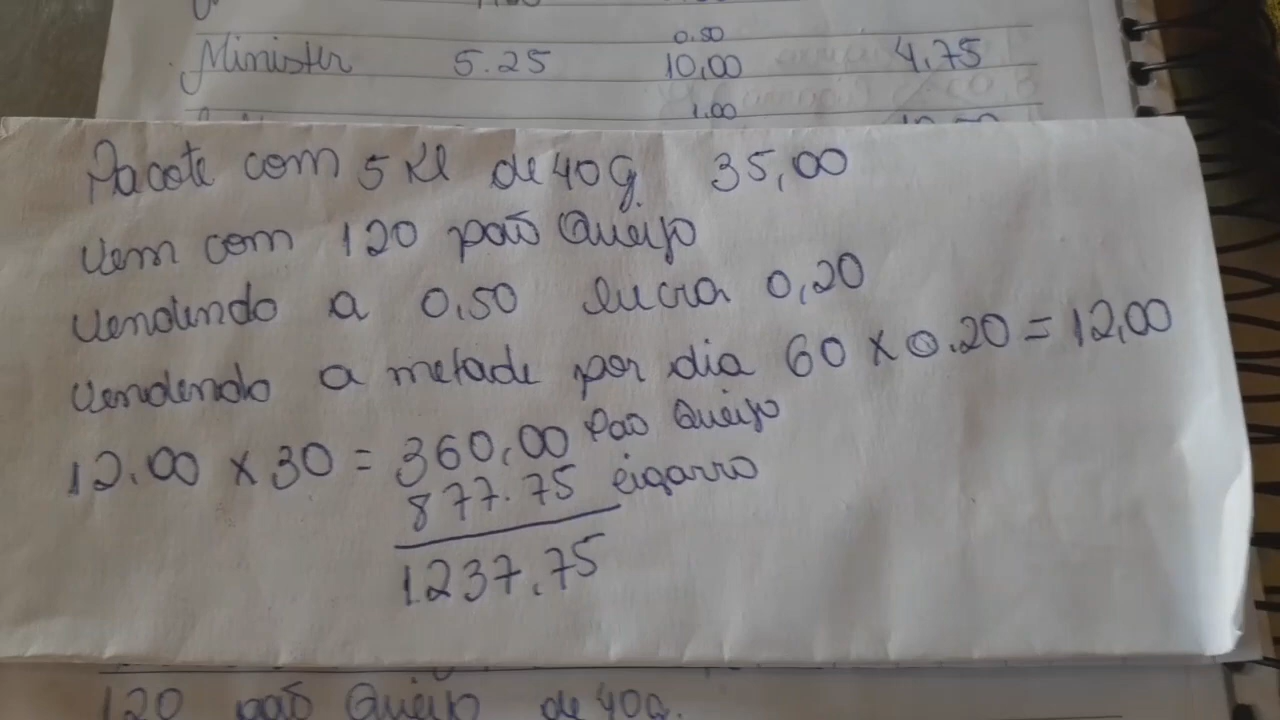 Minister 5.25 0.50 10,00 4,75
1.00
Pacote com 5 Kl de 40g. 35,00
Vem com 120 pão Queijo
Vendendo a 0,50 lucra 0,20
Vendendo a metade por dia 60 x 0.20 = 12,00
12.00 x 30 = 360,00 Pao Queijo
877.75 cigarro
1.237,75
120 pão Queijo de 40g.